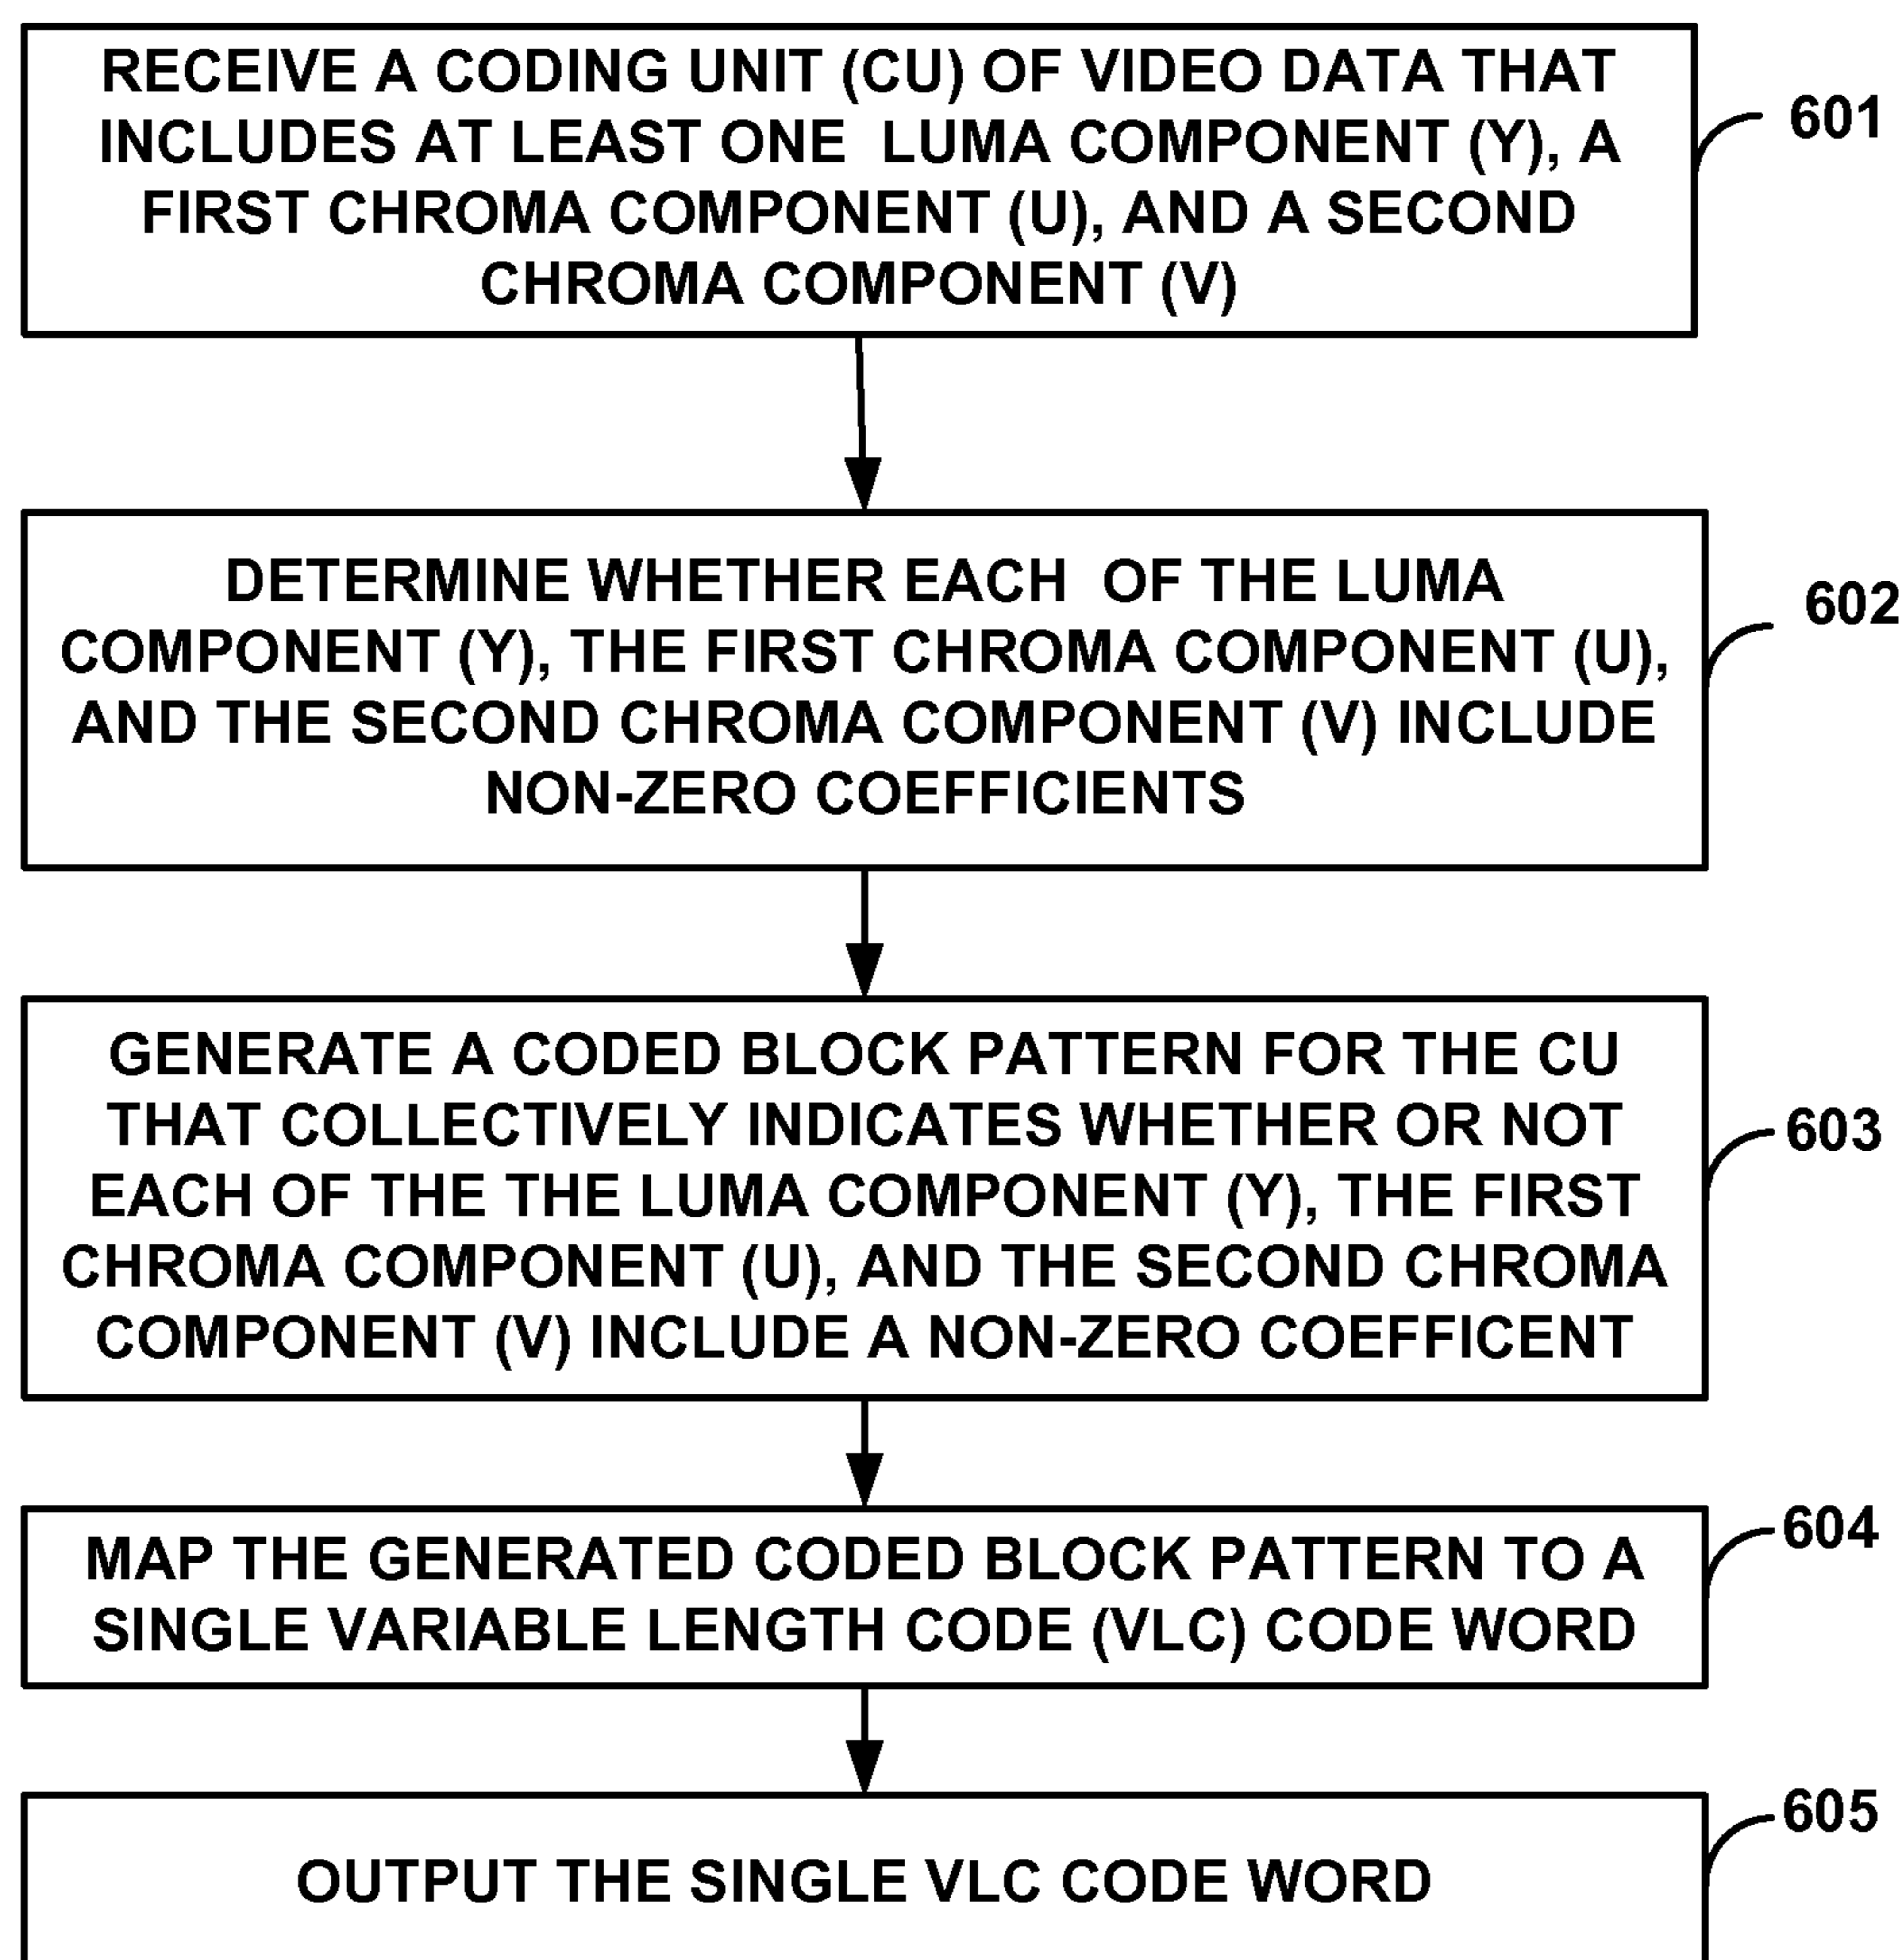 RECEIVE A CODING UNIT (CU) OF VIDEO DATA THAT
INCLUDES AT LEAST ONE LUMA COMPONENT (Y), A
FIRST CHROMA COMPONENT (U), AND A SECOND
CHROMA COMPONENT (V)
601
DETERMINE WHETHER EACH OF THE LUMA
COMPONENT (Y), THE FIRST CHROMA COMPONENT (U),
AND THE SECOND CHROMA COMPONENT (V) INCLUDE
NON-ZERO COEFFICIENTS
602
GENERATE A CODED BLOCK PATTERN FOR THE CU
THAT COLLECTIVELY INDICATES WHETHER OR NOT
EACH OF THE THE LUMA COMPONENT (Y), THE FIRST
CHROMA COMPONENT (U), AND THE SECOND CHROMA
COMPONENT (V) INCLUDE A NON-ZERO COEFFICENT
603
MAP THE GENERATED CODED BLOCK PATTERN TO A
SINGLE VARIABLE LENGTH CODE (VLC) CODE WORD
604
OUTPUT THE SINGLE VLC CODE WORD
605